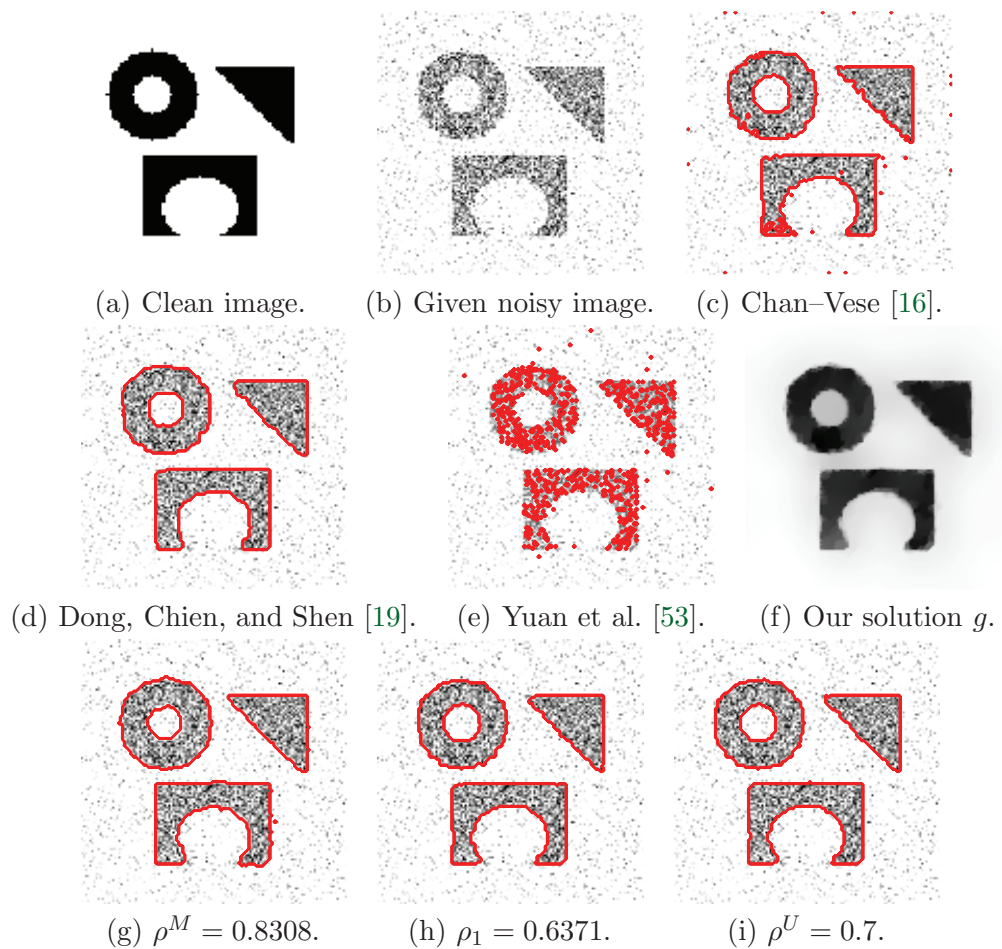 (a) Clean image. (b) Given noisy image. (c) Chan–Vese [16].
(d) Dong, Chien, and Shen [19]. (e) Yuan et al. [53]. (f) Our solution g.
(g) ρ^M = 0.8308. (h) ρ₁ = 0.6371. (i) ρ^U = 0.7.